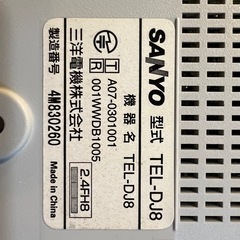 SANYO 型式 TEL-DJ8
機器名 TEL-DJ8
T A07-0301001
R 001WWDB1005
2.4FH8
三洋電機株式会社
製造番号 4M830260
Made in China